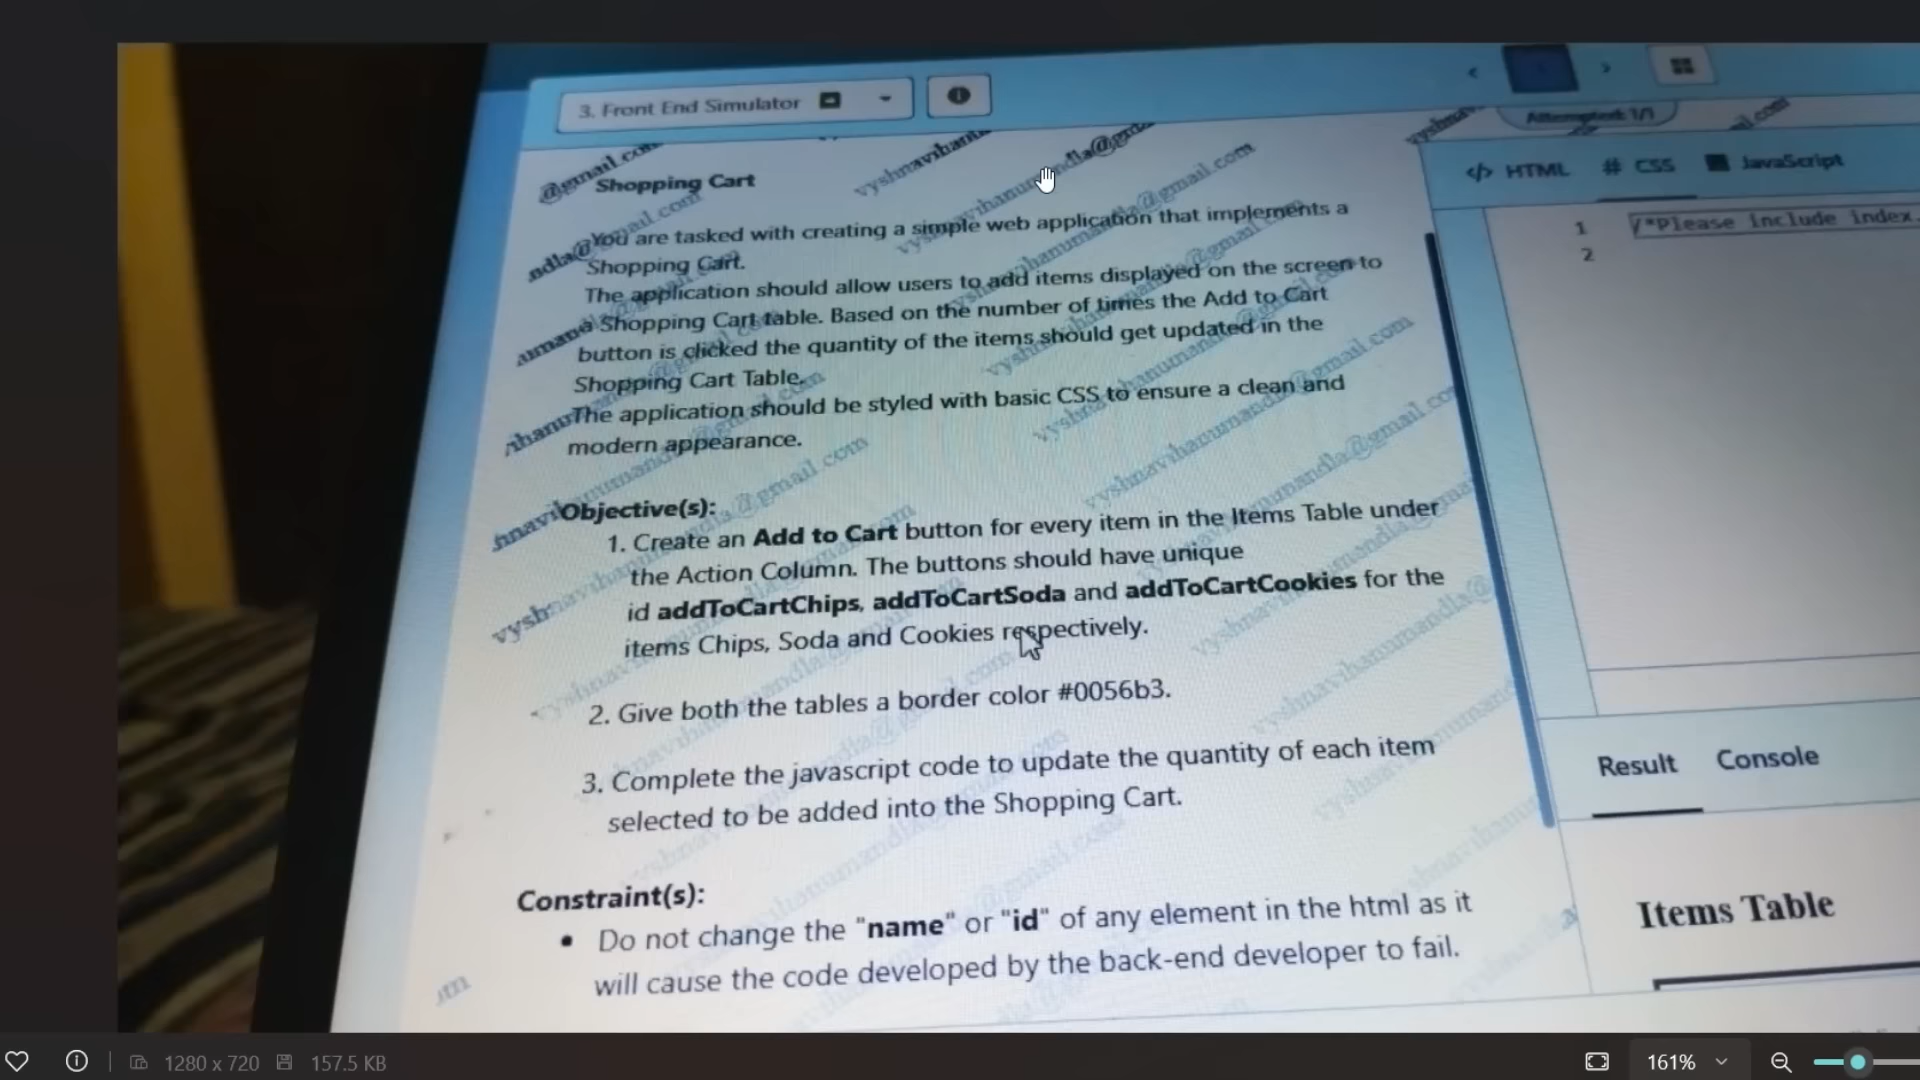 3. Front End Simulator
Attempted: 1/1
HTML
CSS
JavaScript
Shopping Cart
You are tasked with creating a simple web application that implements a
Shopping Cart.
The application should allow users to add items displayed on the screen to
a Shopping Cart table. Based on the number of times the Add to Cart
button is clicked the quantity of the items should get updated in the
Shopping Cart Table.
The application should be styled with basic CSS to ensure a clean and
modern appearance.
Objective(s):
1. Create an Add to Cart button for every item in the Items Table under
the Action Column. The buttons should have unique
id addToCartChips, addToCartSoda and addToCartCookies for the
items Chips, Soda and Cookies respectively.
2. Give both the tables a border color #0056b3.
3. Complete the javascript code to update the quantity of each item
selected to be added into the Shopping Cart.
Constraint(s):
• Do not change the "name" or "id" of any element in the html as it
will cause the code developed by the back-end developer to fail.
1 /*Please include index.
2
Result
Console
Items Table
1280 x 720
157.5 KB
161%